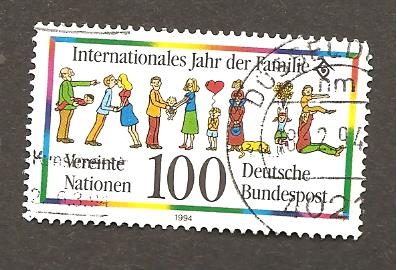 Internationales Jahr der Familie
Vereinte
Nationen
100
Deutsche
Bundespost
1994